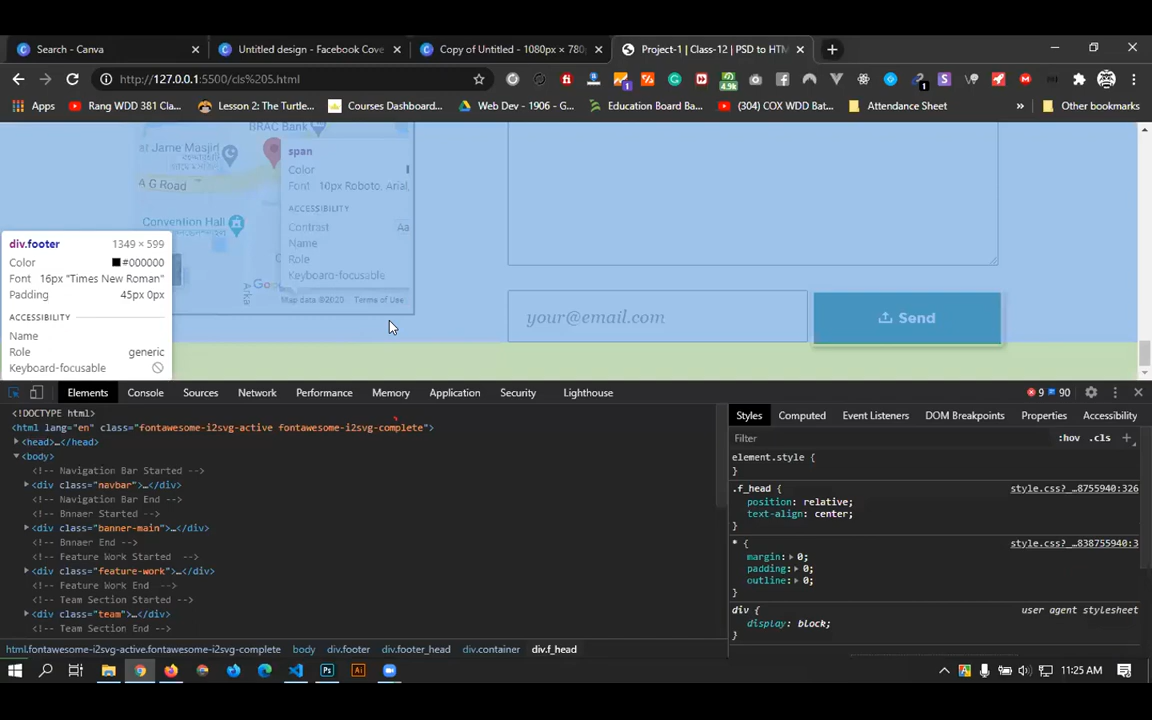 Search - Canva
Untitled design - Facebook Cove
Copy of Untitled - 1080px × 780p
Project-1 | Class-12 | PSD to HTM
http://127.0.0.1:5500/cls%205.html
4.9k
Apps
Rang WDD 381 Cla...
Lesson 2: The Turtle...
Courses Dashboard...
Web Dev - 1906 - G...
Education Board Ba...
(304) COX WDD Bat...
Attendance Sheet
Other bookmarks
BRAC Bank
at Jame Masjid
A G Road
Convention Hall
span
Color
Font 10px Roboto, Arial,
ACCESSIBILITY
Contrast Aa
Name
Role
Keyboard-focusable
Map data ©2020 Terms of Use
div.footer 1349 × 599
Color #000000
Font 16px "Times New Roman"
Padding 45px 0px
ACCESSIBILITY
Name
Role generic
Keyboard-focusable
your@email.com
Send
Elements Console Sources Network Performance Memory Application Security Lighthouse
9 90
<!DOCTYPE html>
<html lang="en" class="fontawesome-i2svg-active fontawesome-i2svg-complete">
<head>…</head>
<body>
<!-- Navigation Bar Started -->
<div class="navbar">…</div>
<!-- Navigation Bar End -->
<!-- Bnnaer Started -->
<div class="banner-main">…</div>
<!-- Bnnaer End -->
<!-- Feature Work Started -->
<div class="feature-work">…</div>
<!-- Feature Work End -->
<!-- Team Section Started -->
<div class="team">…</div>
<!-- Team Section End -->
html.fontawesome-i2svg-active.fontawesome-i2svg-complete body div.footer div.footer_head div.container div.f_head
Styles Computed Event Listeners DOM Breakpoints Properties Accessibility
Filter
:hov .cls
element.style {
}
.f_head { style.css?_…8755940:326
position: relative;
text-align: center;
}
* { style.css?_…838755940:3
margin: 0;
padding: 0;
outline: 0;
}
div { user agent stylesheet
display: block;
}
11:25 AM